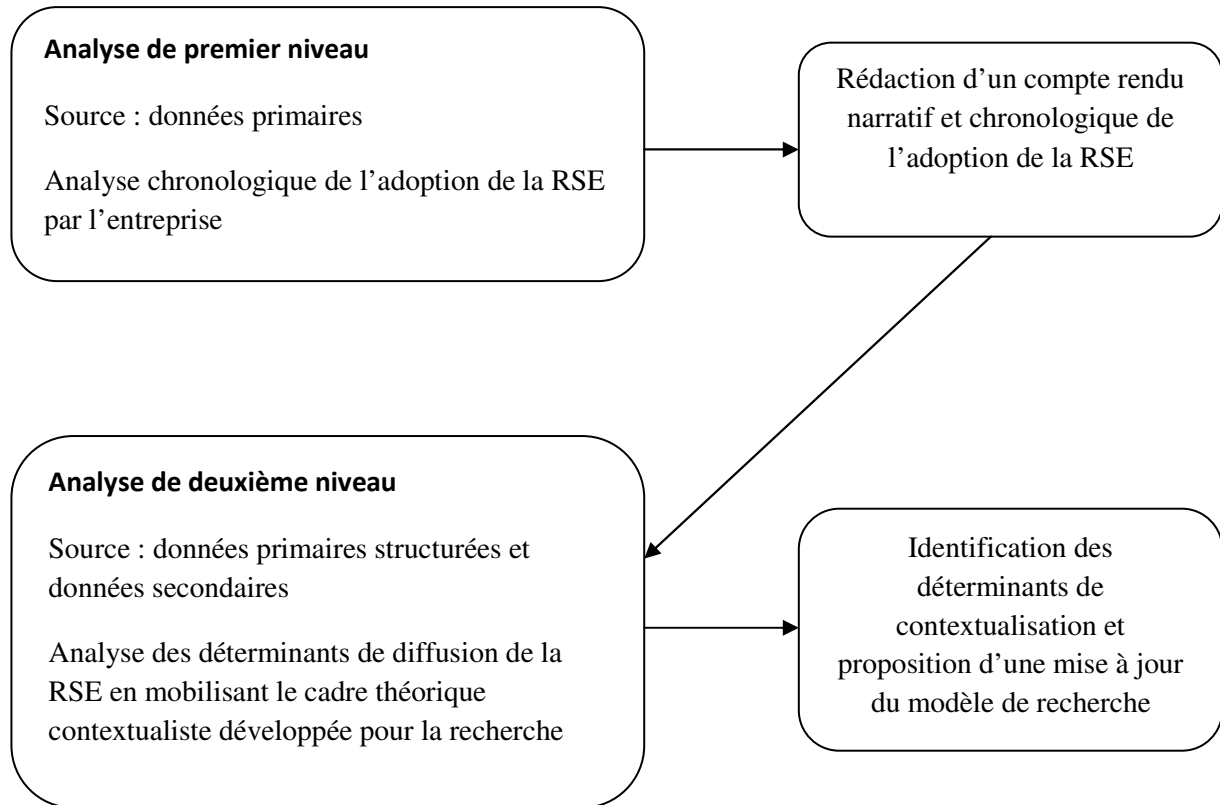 Analyse de premier niveau
Source : données primaires
Analyse chronologique de l’adoption de la RSE
par l’entreprise
Rédaction d’un compte rendu
narratif et chronologique de
l’adoption de la RSE
Analyse de deuxième niveau
Source : données primaires structurées et
données secondaires
Analyse des déterminants de diffusion de la
RSE en mobilisant le cadre théorique
contextualiste développée pour la recherche
Identification des
déterminants de
contextualisation et
proposition d’une mise à jour
du modèle de recherche